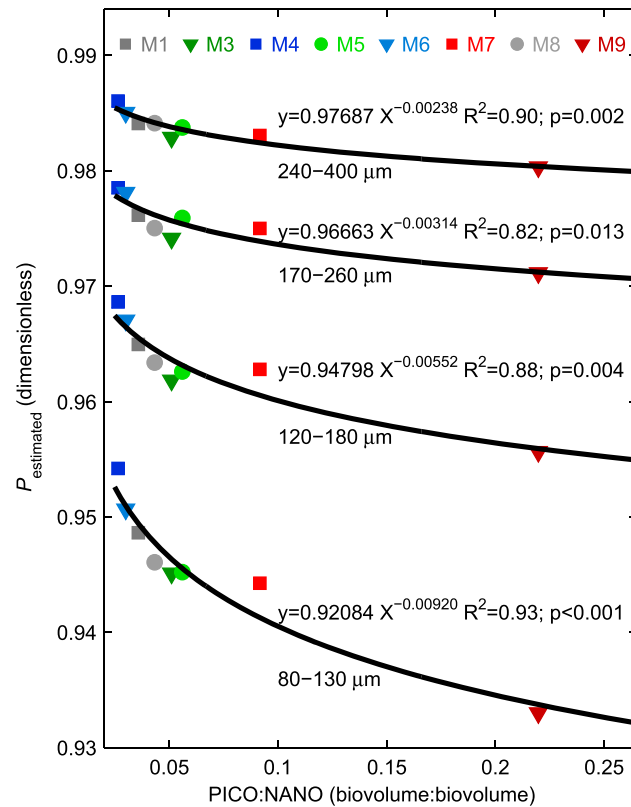 M1 M3 M4 M5 M6 M7 M8 M9
0.99
y=0.97687 X^−0.00238 R²=0.90; p=0.002
0.98
240−400 μm
y=0.96663 X^−0.00314 R²=0.82; p=0.013
170−260 μm
0.97
y=0.94798 X^−0.00552 R²=0.88; p=0.004
0.96
120−180 μm
0.95
y=0.92084 X^−0.00920 R²=0.93; p<0.001
0.94
80−130 μm
0.93
P estimated (dimensionless)
0.05 0.1 0.15 0.2 0.25
PICO:NANO (biovolume:biovolume)